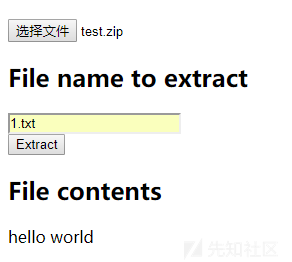 选择文件 test.zip
File name to extract
1.txt
Extract
File contents
hello world
先知社区